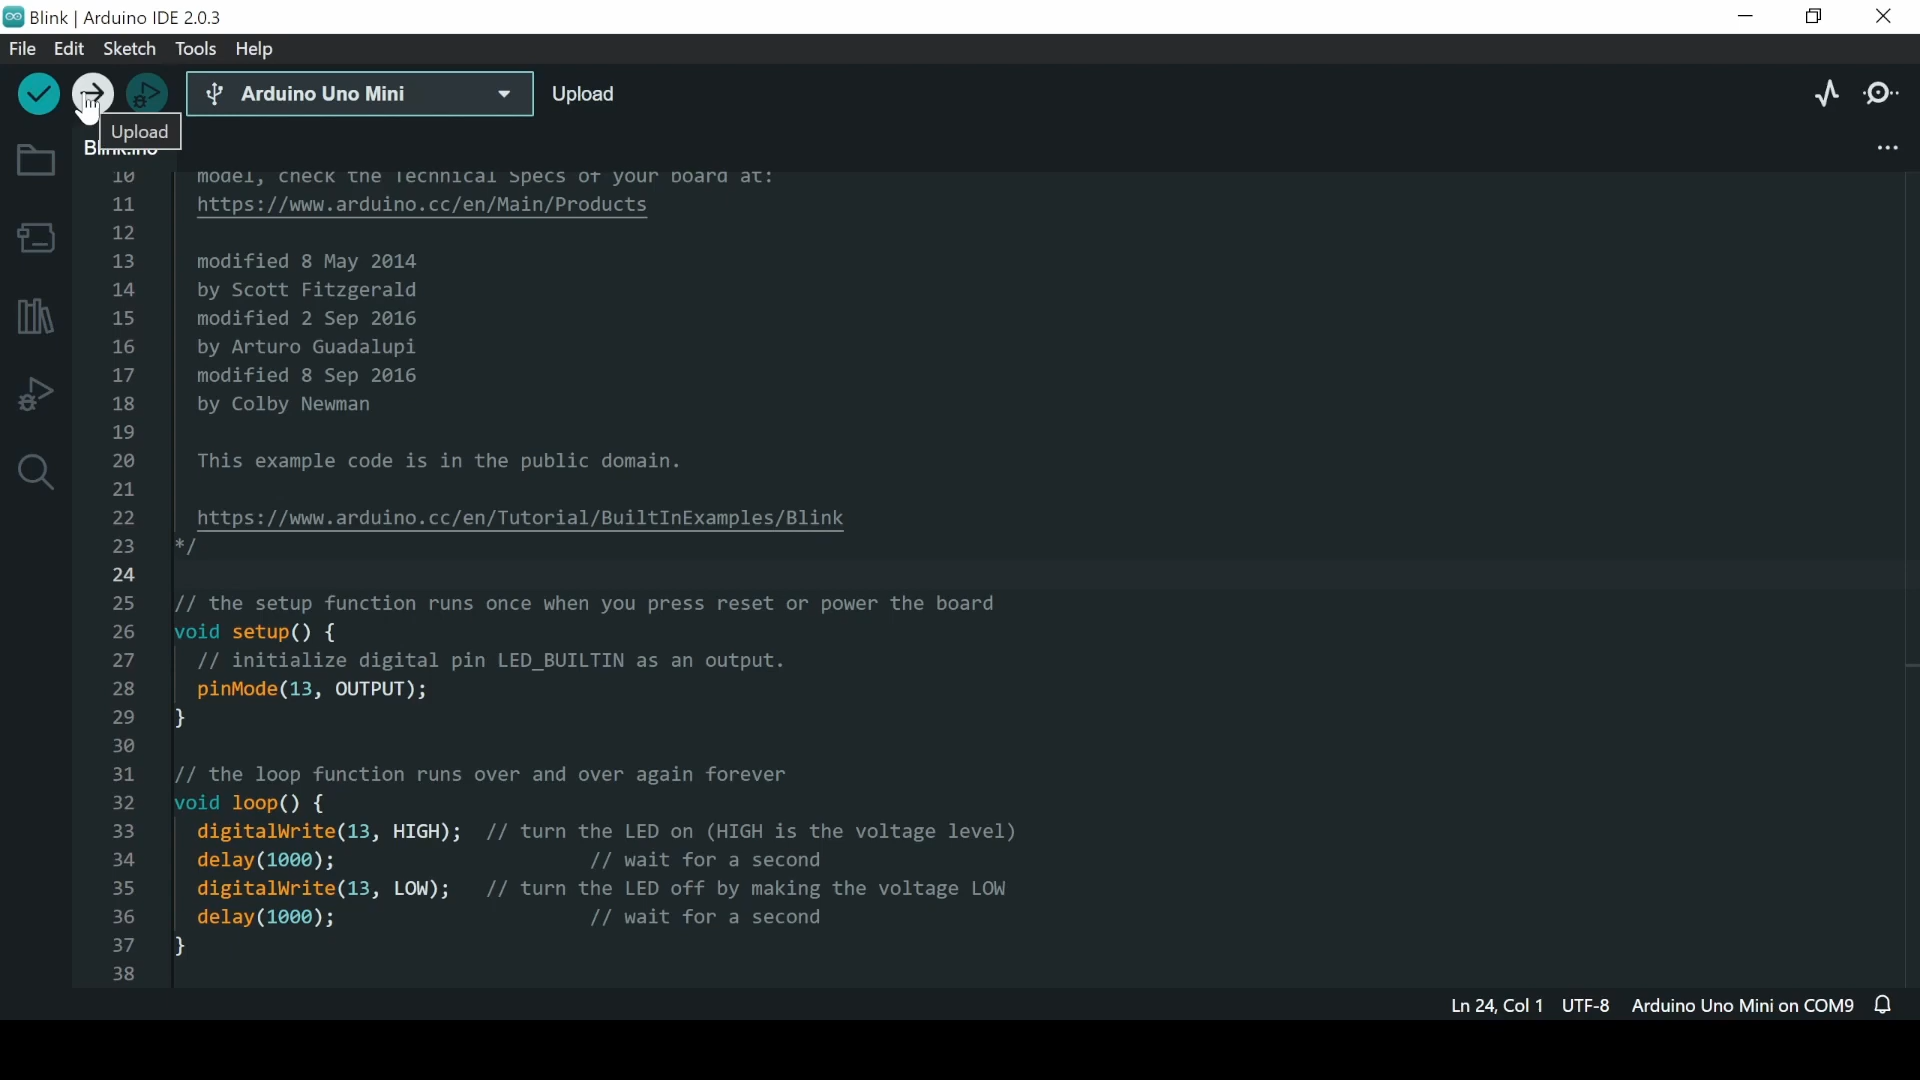 Blink | Arduino IDE 2.0.3
File Edit Sketch Tools Help
Arduino Uno Mini Upload
Upload
Blink.ino
10 model, check the Technical Specs of your board at:
11 https://www.arduino.cc/en/Main/Products
12
13 modified 8 May 2014
14 by Scott Fitzgerald
15 modified 2 Sep 2016
16 by Arturo Guadalupi
17 modified 8 Sep 2016
18 by Colby Newman
19
20 This example code is in the public domain.
21
22 https://www.arduino.cc/en/Tutorial/BuiltInExamples/Blink
23 */
24
25 // the setup function runs once when you press reset or power the board
26 void setup() {
27 // initialize digital pin LED_BUILTIN as an output.
28 pinMode(13, OUTPUT);
29 }
30
31 // the loop function runs over and over again forever
32 void loop() {
33 digitalWrite(13, HIGH); // turn the LED on (HIGH is the voltage level)
34 delay(1000); // wait for a second
35 digitalWrite(13, LOW); // turn the LED off by making the voltage LOW
36 delay(1000); // wait for a second
37 }
38
Ln 24, Col 1 UTF-8 Arduino Uno Mini on COM9